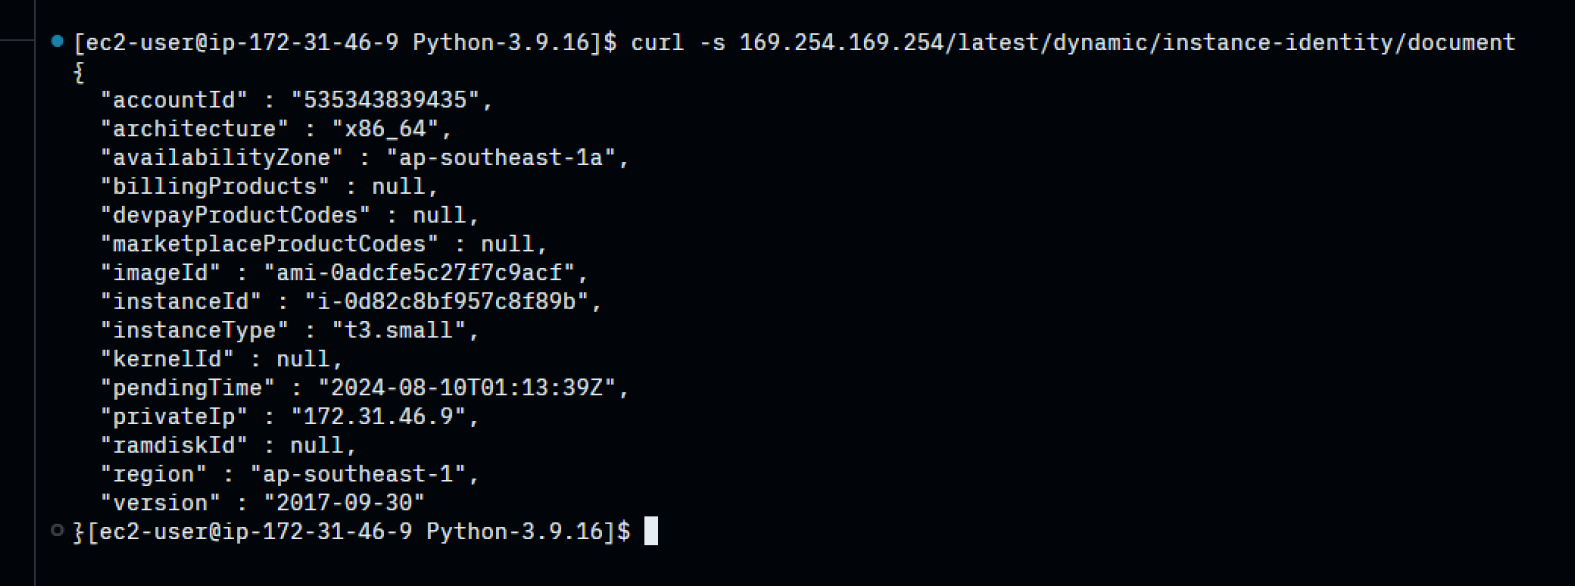 [ec2-user@ip-172-31-46-9 Python-3.9.16]$ curl -s 169.254.169.254/latest/dynamic/instance-identity/document
{
  "accountId" : "535343839435",
  "architecture" : "x86_64",
  "availabilityZone" : "ap-southeast-1a",
  "billingProducts" : null,
  "devpayProductCodes" : null,
  "marketplaceProductCodes" : null,
  "imageId" : "ami-0adcfe5c27f7c9acf",
  "instanceId" : "i-0d82c8bf957c8f89b",
  "instanceType" : "t3.small",
  "kernelId" : null,
  "pendingTime" : "2024-08-10T01:13:39Z",
  "privateIp" : "172.31.46.9",
  "ramdiskId" : null,
  "region" : "ap-southeast-1",
  "version" : "2017-09-30"
}[ec2-user@ip-172-31-46-9 Python-3.9.16]$